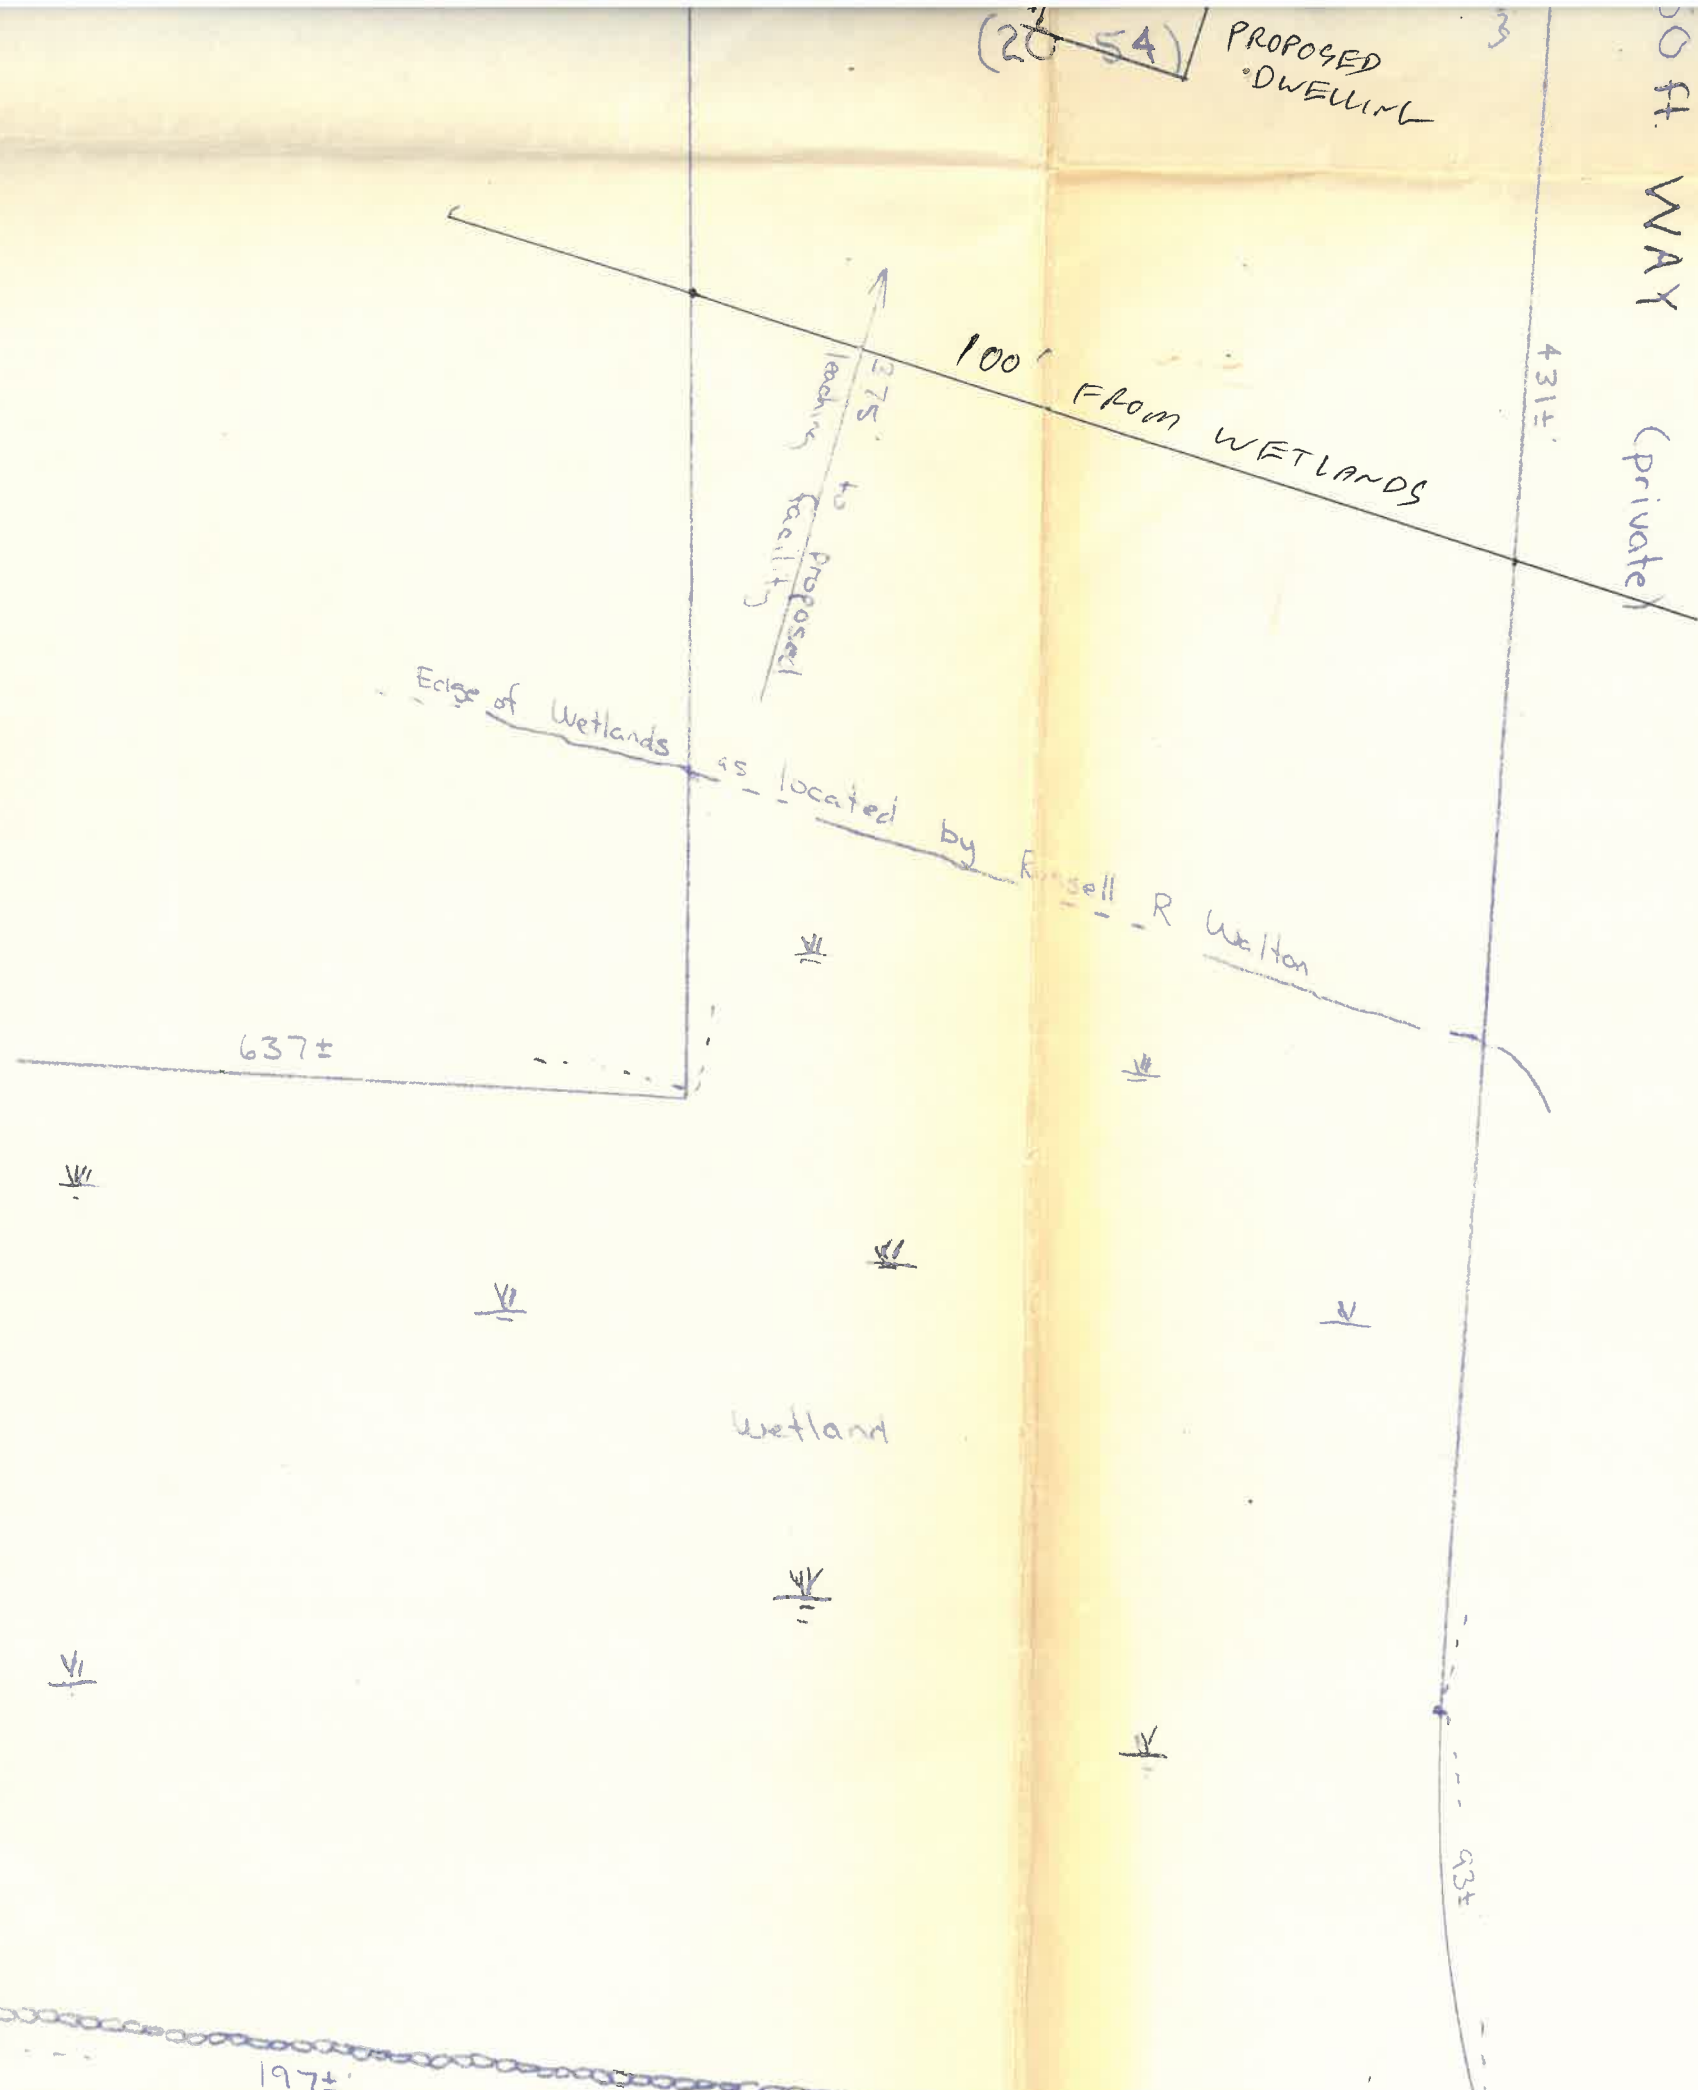 (20 54)
PROPOSED
DWELLING
3
50 ft. WAY (private)
431±'
100' FROM WETLANDS
375' to proposed
leaching facility
Edge of Wetlands as located by Russell R Walton
637±
Wetland
93±
197±'